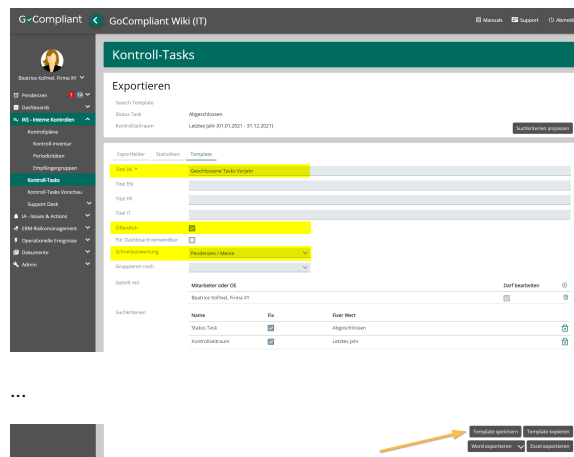 GoCompliant
GoCompliant Wiki (IT)
Manuals Support Abmelden
Kontroll-Tasks
Beatrice Kofmel, Firma XY
Pendenzen 1 14
Dashboards
IKS - Interne Kontrollen
Kontrollpläne
Kontroll-Inventar
Periodizitäten
Empfängergruppen
Kontroll-Tasks
Kontroll-Tasks Vorschau
Support Desk
IA - Issues & Actions
ERM-Risikomanagement
Operationelle Ereignisse
Dokumente
Admin
Exportieren
Search Template
Status Task Abgeschlossen
Kontrollzeitraum Letztes Jahr (01.01.2021 - 31.12.2021)
Suchkriterien anpassen
Exportfelder Statistiken Template
Titel DE * Geschlossene Tasks Vorjahr
Titel EN
Titel FR
Titel IT
Öffentlich
Für Dashboard verwendbar
Schnellauswertung Pendenzen / Meine
Gruppieren nach
Geteilt mit Mitarbeiter oder OE Darf bearbeiten
Beatrice Kofmel, Firma XY
Suchkriterien Name Fix Fixer Wert
Status Task Abgeschlossen
Kontrollzeitraum Letztes Jahr
...
Template speichern Template kopieren
Word exportieren Excel exportieren